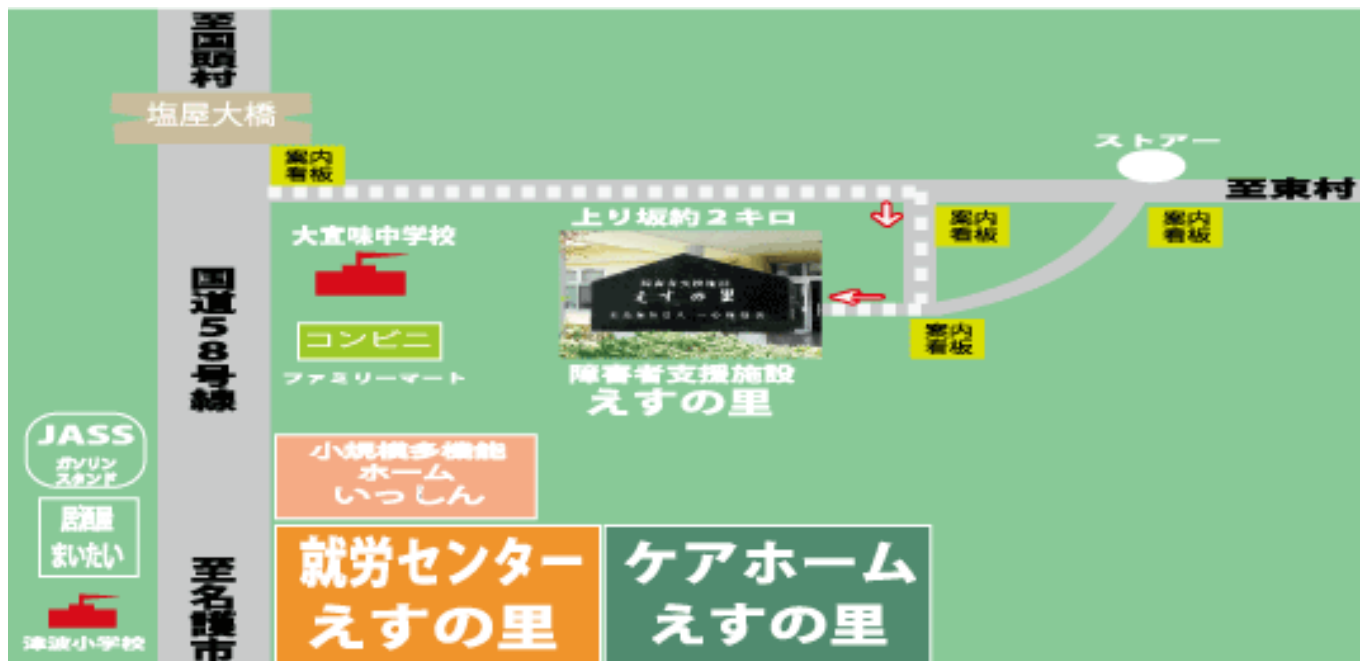 至国頭村
塩屋大橋
案内
看板
ストアー
至東村
上り坂約2キロ
案内
看板
案内
看板
大宜味中学校
えすの里
国道58号線
コンビニ
案内
看板
ファミリーマート
障害者支援施設
えすの里
JASS
ガソリン
スタンド
小規模多機能
ホーム
いっしん
居酒屋
まいたい
就労センター
えすの里
ケアホーム
えすの里
至名護市
津波小学校